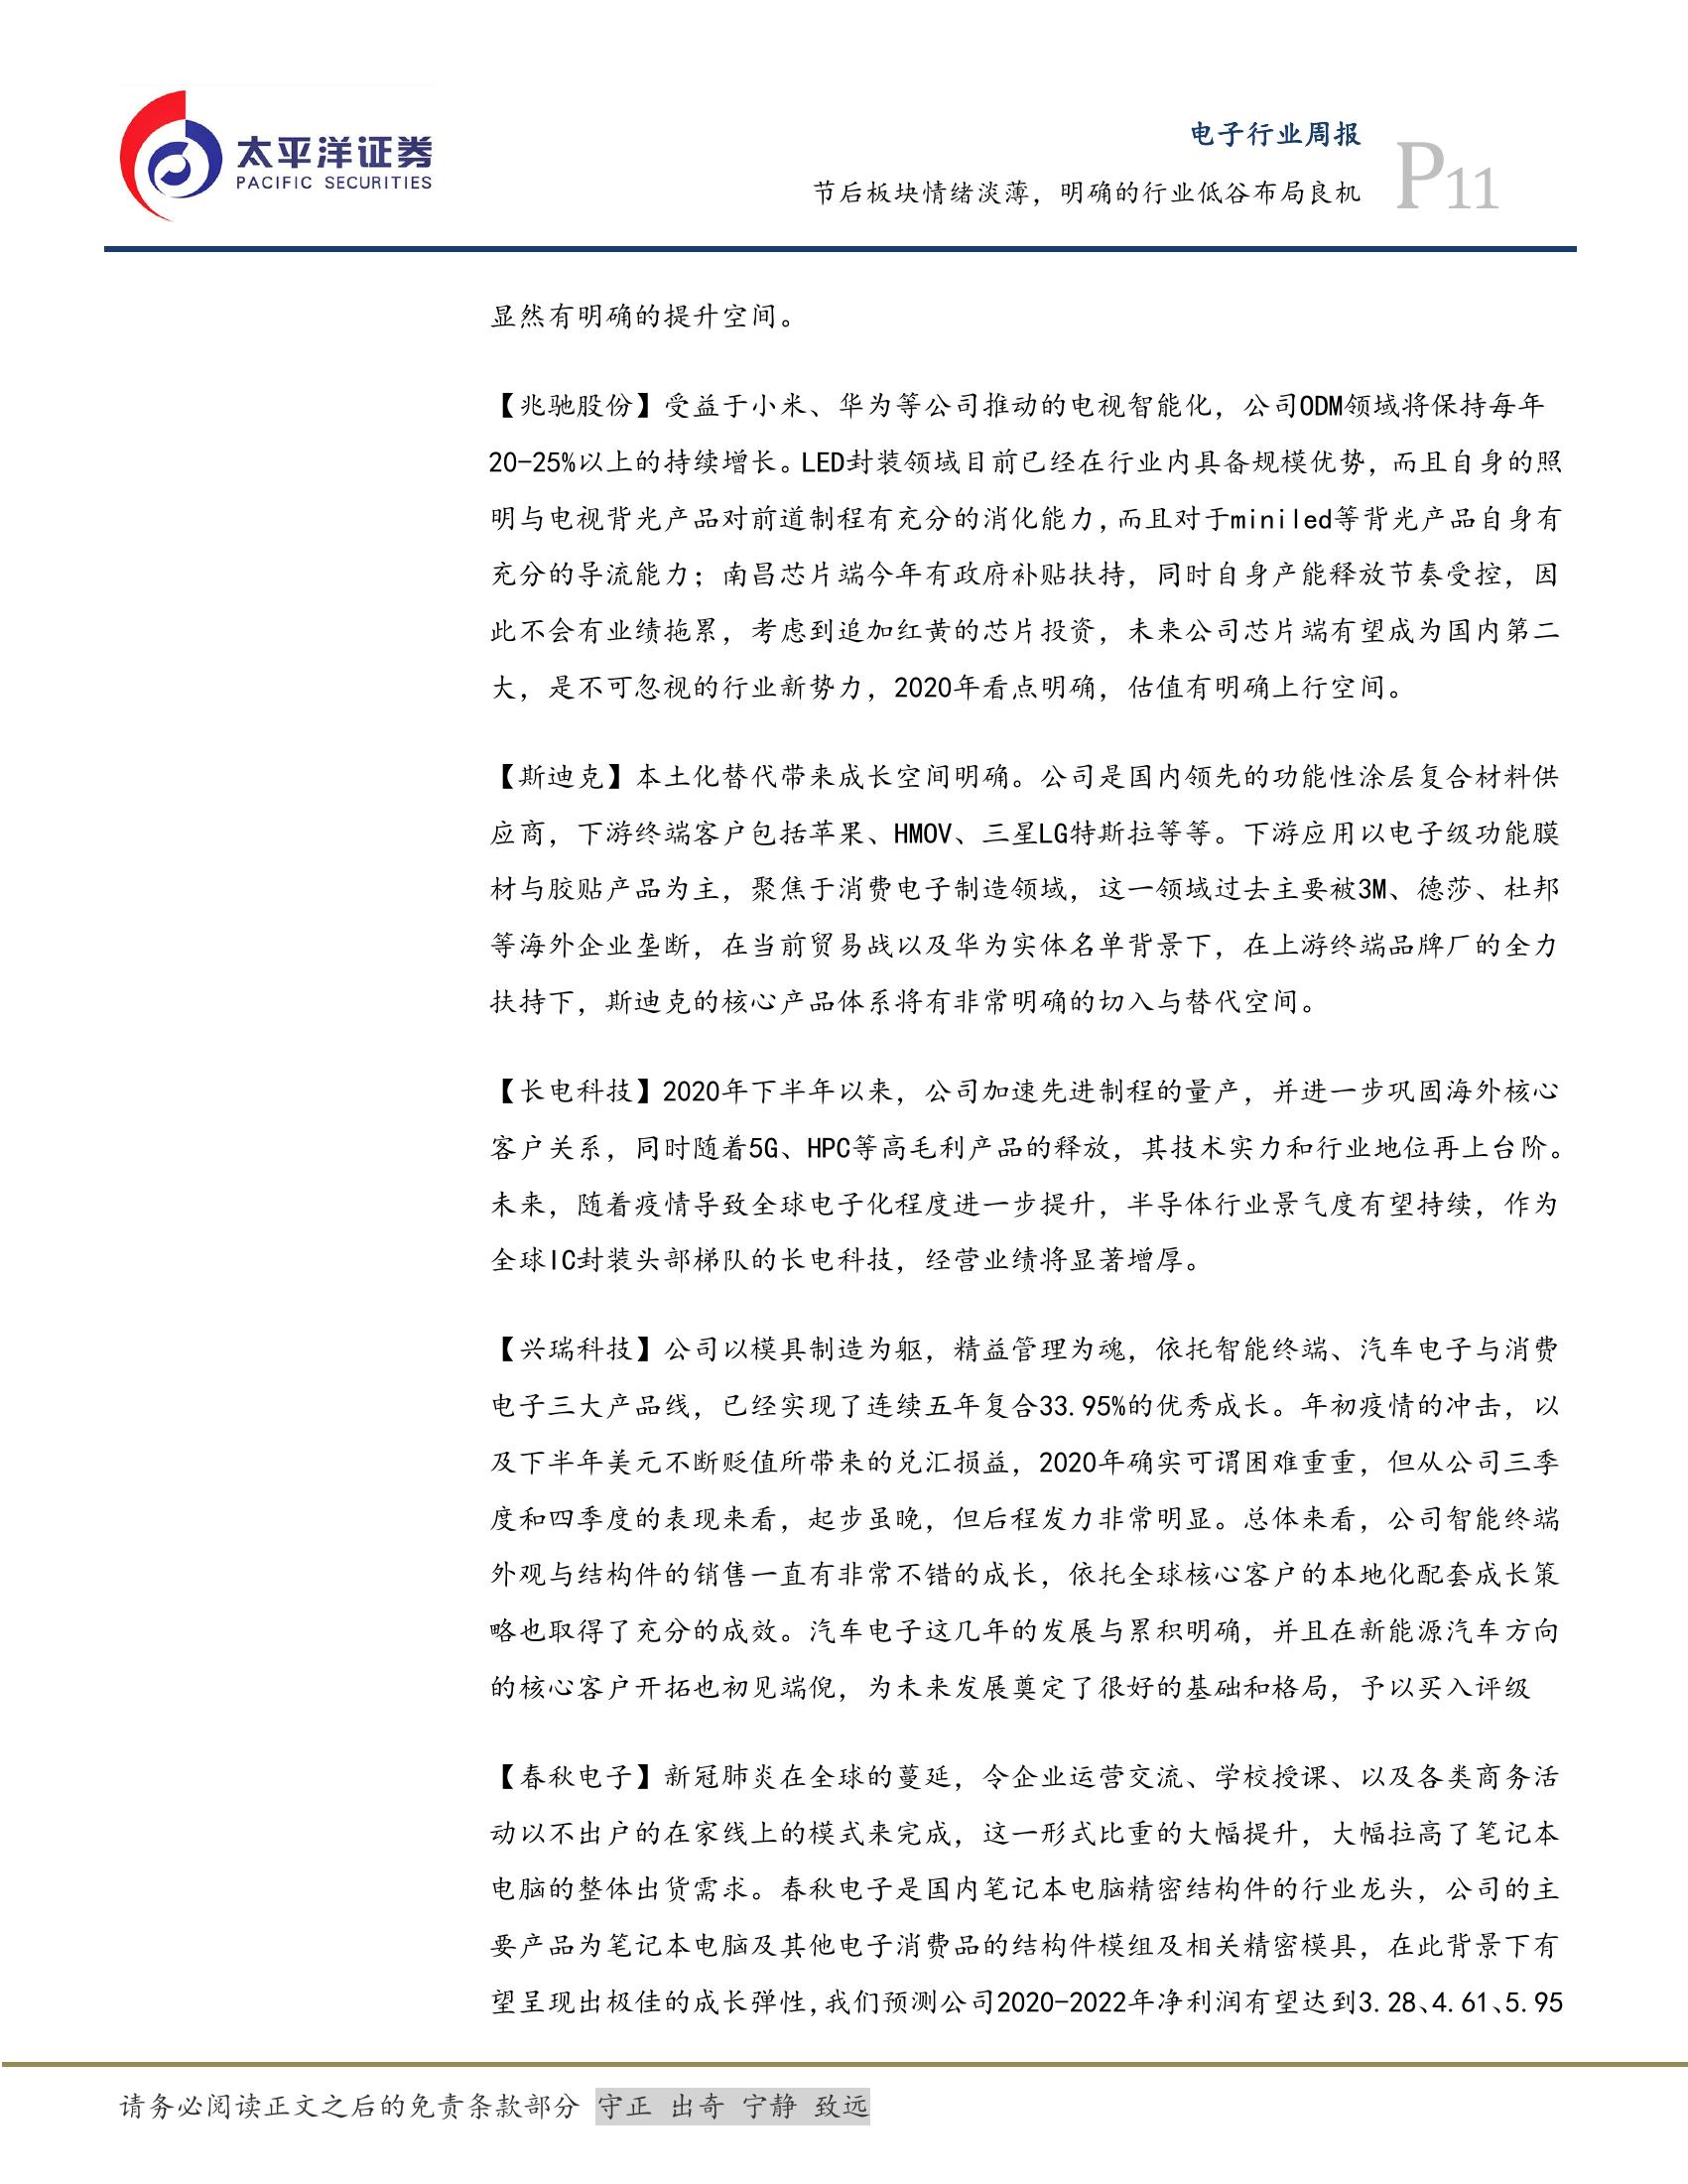 太平洋证券
PACIFIC SECURITIES
电子行业周报
节后板块情绪淡薄，明确的行业低谷布局良机
P11
显然有明确的提升空间。
【兆驰股份】受益于小米、华为等公司推动的电视智能化，公司ODM领域将保持每年
20-25%以上的持续增长。LED封装领域目前已经在行业内具备规模优势，而且自身的照
明与电视背光产品对前道制程有充分的消化能力，而且对于miniled等背光产品自身有
充分的导流能力；南昌芯片端今年有政府补贴扶持，同时自身产能释放节奏受控，因
此不会有业绩拖累，考虑到追加红黄的芯片投资，未来公司芯片端有望成为国内第二
大，是不可忽视的行业新势力，2020年看点明确，估值有明确上行空间。
【斯迪克】本土化替代带来成长空间明确。公司是国内领先的功能性涂层复合材料供
应商，下游终端客户包括苹果、HMOV、三星LG特斯拉等等。下游应用以电子级功能膜
材与胶贴产品为主，聚焦于消费电子制造领域，这一领域过去主要被3M、德莎、杜邦
等海外企业垄断，在当前贸易战以及华为实体名单背景下，在上游终端品牌厂的全力
扶持下，斯迪克的核心产品体系将有非常明确的切入与替代空间。
【长电科技】2020年下半年以来，公司加速先进制程的量产，并进一步巩固海外核心
客户关系，同时随着5G、HPC等高毛利产品的释放，其技术实力和行业地位再上台阶。
未来，随着疫情导致全球电子化程度进一步提升，半导体行业景气度有望持续，作为
全球IC封装头部梯队的长电科技，经营业绩将显著增厚。
【兴瑞科技】公司以模具制造为躯，精益管理为魂，依托智能终端、汽车电子与消费
电子三大产品线，已经实现了连续五年复合33.95%的优秀成长。年初疫情的冲击，以
及下半年美元不断贬值所带来的兑汇损益，2020年确实可谓困难重重，但从公司三季
度和四季度的表现来看，起步虽晚，但后程发力非常明显。总体来看，公司智能终端
外观与结构件的销售一直有非常不错的成长，依托全球核心客户的本地化配套成长策
略也取得了充分的成效。汽车电子这几年的发展与累积明确，并且在新能源汽车方向
的核心客户开拓也初见端倪，为未来发展奠定了很好的基础和格局，予以买入评级
【春秋电子】新冠肺炎在全球的蔓延，令企业运营交流、学校授课、以及各类商务活
动以不出户的在家线上的模式来完成，这一形式比重的大幅提升，大幅拉高了笔记本
电脑的整体出货需求。春秋电子是国内笔记本电脑精密结构件的行业龙头，公司的主
要产品为笔记本电脑及其他电子消费品的结构件模组及相关精密模具，在此背景下有
望呈现出极佳的成长弹性，我们预测公司2020-2022年净利润有望达到3.28、4.61、5.95
请务必阅读正文之后的免责条款部分 守正 出奇 宁静 致远